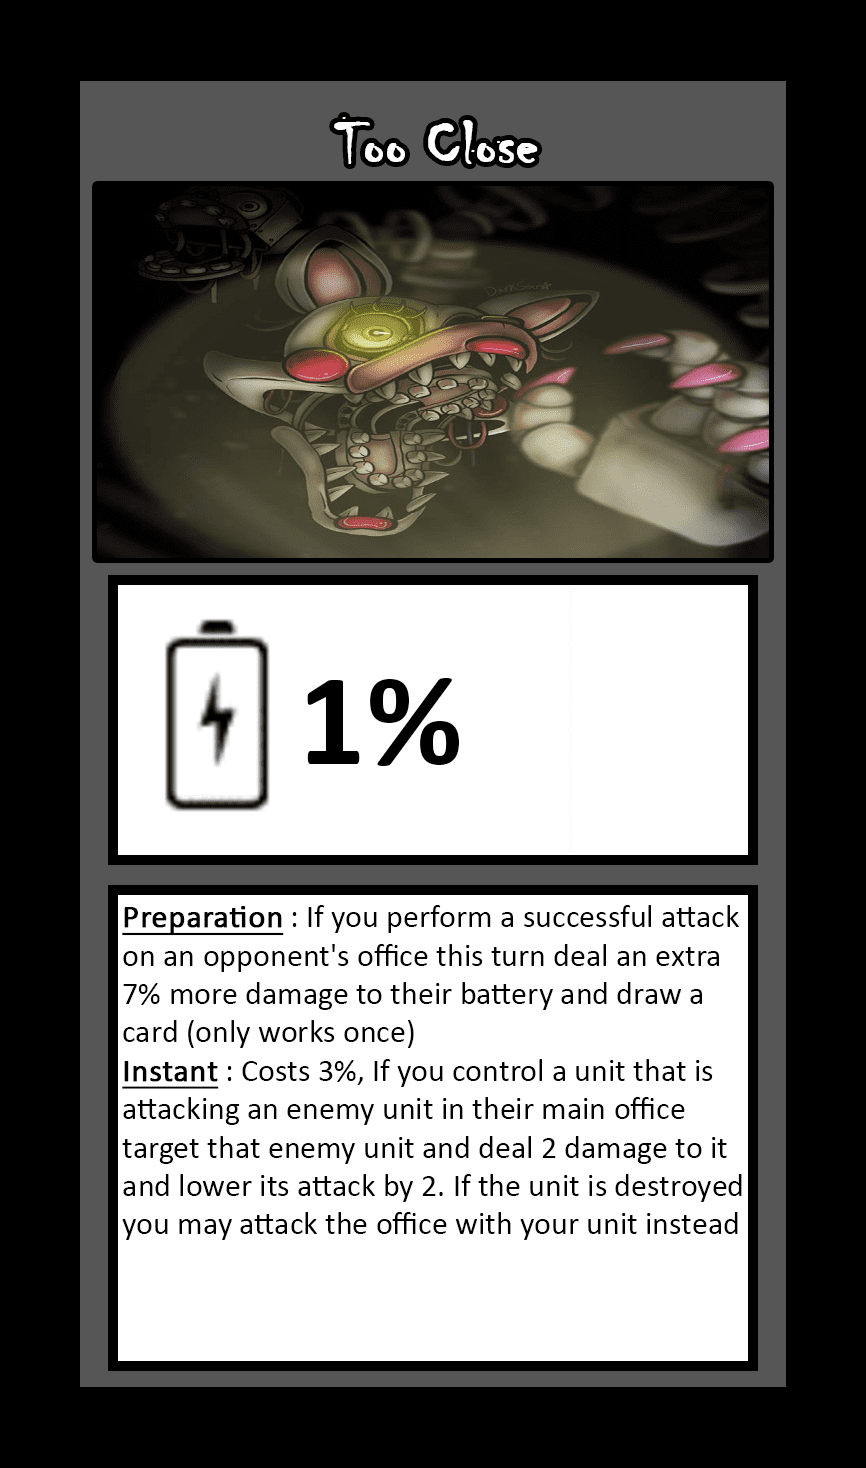 Too Close
1%
Preparation : If you perform a successful attack
on an opponent's office this turn deal an extra
7% more damage to their battery and draw a
card (only works once)
Instant : Costs 3%, If you control a unit that is
attacking an enemy unit in their main office
target that enemy unit and deal 2 damage to it
and lower its attack by 2. If the unit is destroyed
you may attack the office with your unit instead